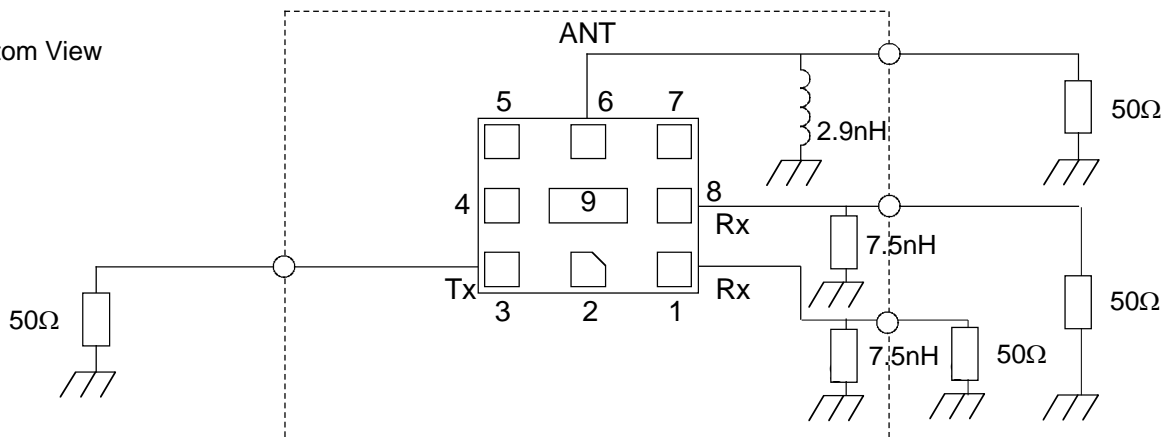 ANT
View
5 6 7
50Ω
2.9nH
4 9 8
Rx
7.5nH
Tx Rx
50Ω 3 2 1 50Ω
7.5nH 50Ω